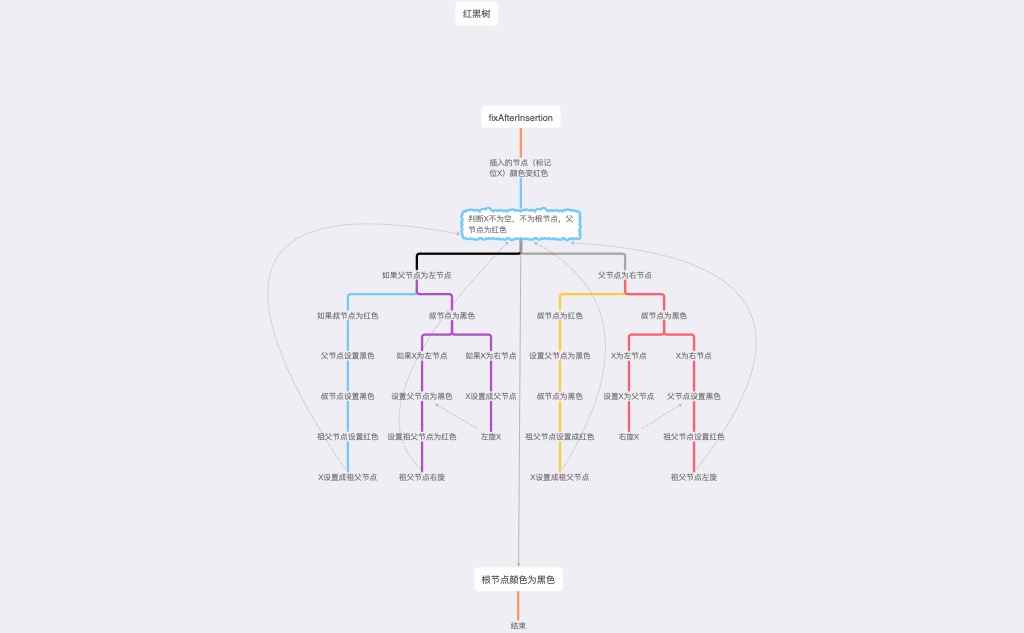 红黑树
fixAfterInsertion
插入的节点（标记
位X）颜色变红色
判断X不为空，不为根节点，父
节点为红色
如果父节点为左节点
父节点为右节点
如果叔节点为红色
叔节点为黑色
叔节点为红色
叔节点为黑色
父节点设置黑色
如果X为左节点
如果X为右节点
设置父节点为黑色
X为左节点
X为右节点
叔节点设置黑色
设置父节点为黑色
X设置成父节点
叔节点为黑色
设置X为父节点
父节点设置黑色
祖父节点设置红色
设置祖父节点为红色
左旋X
祖父节点设置成红色
右旋X
祖父节点设置红色
X设置成祖父节点
祖父节点右旋
X设置成祖父节点
祖父节点左旋
根节点颜色为黑色
结束